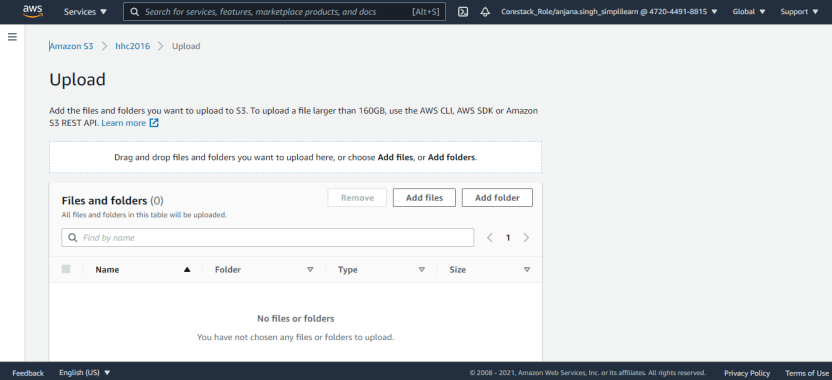 aws
Services ▼
Search for services, features, marketplace products, and docs [Alt+S]
Corestack_Role/anjana.singh_simplilearn @ 4720-4491-8815 ▼
Global ▼
Support ▼
Amazon S3 > hhc2016 > Upload
Upload
Add the files and folders you want to upload to S3. To upload a file larger than 160GB, use the AWS CLI, AWS SDK or Amazon
S3 REST API. Learn more
Drag and drop files and folders you want to upload here, or choose Add files, or Add folders.
Files and folders (0)
Remove
Add files
Add folder
All files and folders in this table will be uploaded.
Find by name
< 1 >
Name ▲ Folder ▽ Type ▽ Size ▽
No files or folders
You have not chosen any files or folders to upload.
Feedback English (US) ▼ © 2008 - 2021, Amazon Web Services, Inc. or its affiliates. All rights reserved. Privacy Policy Terms of Use